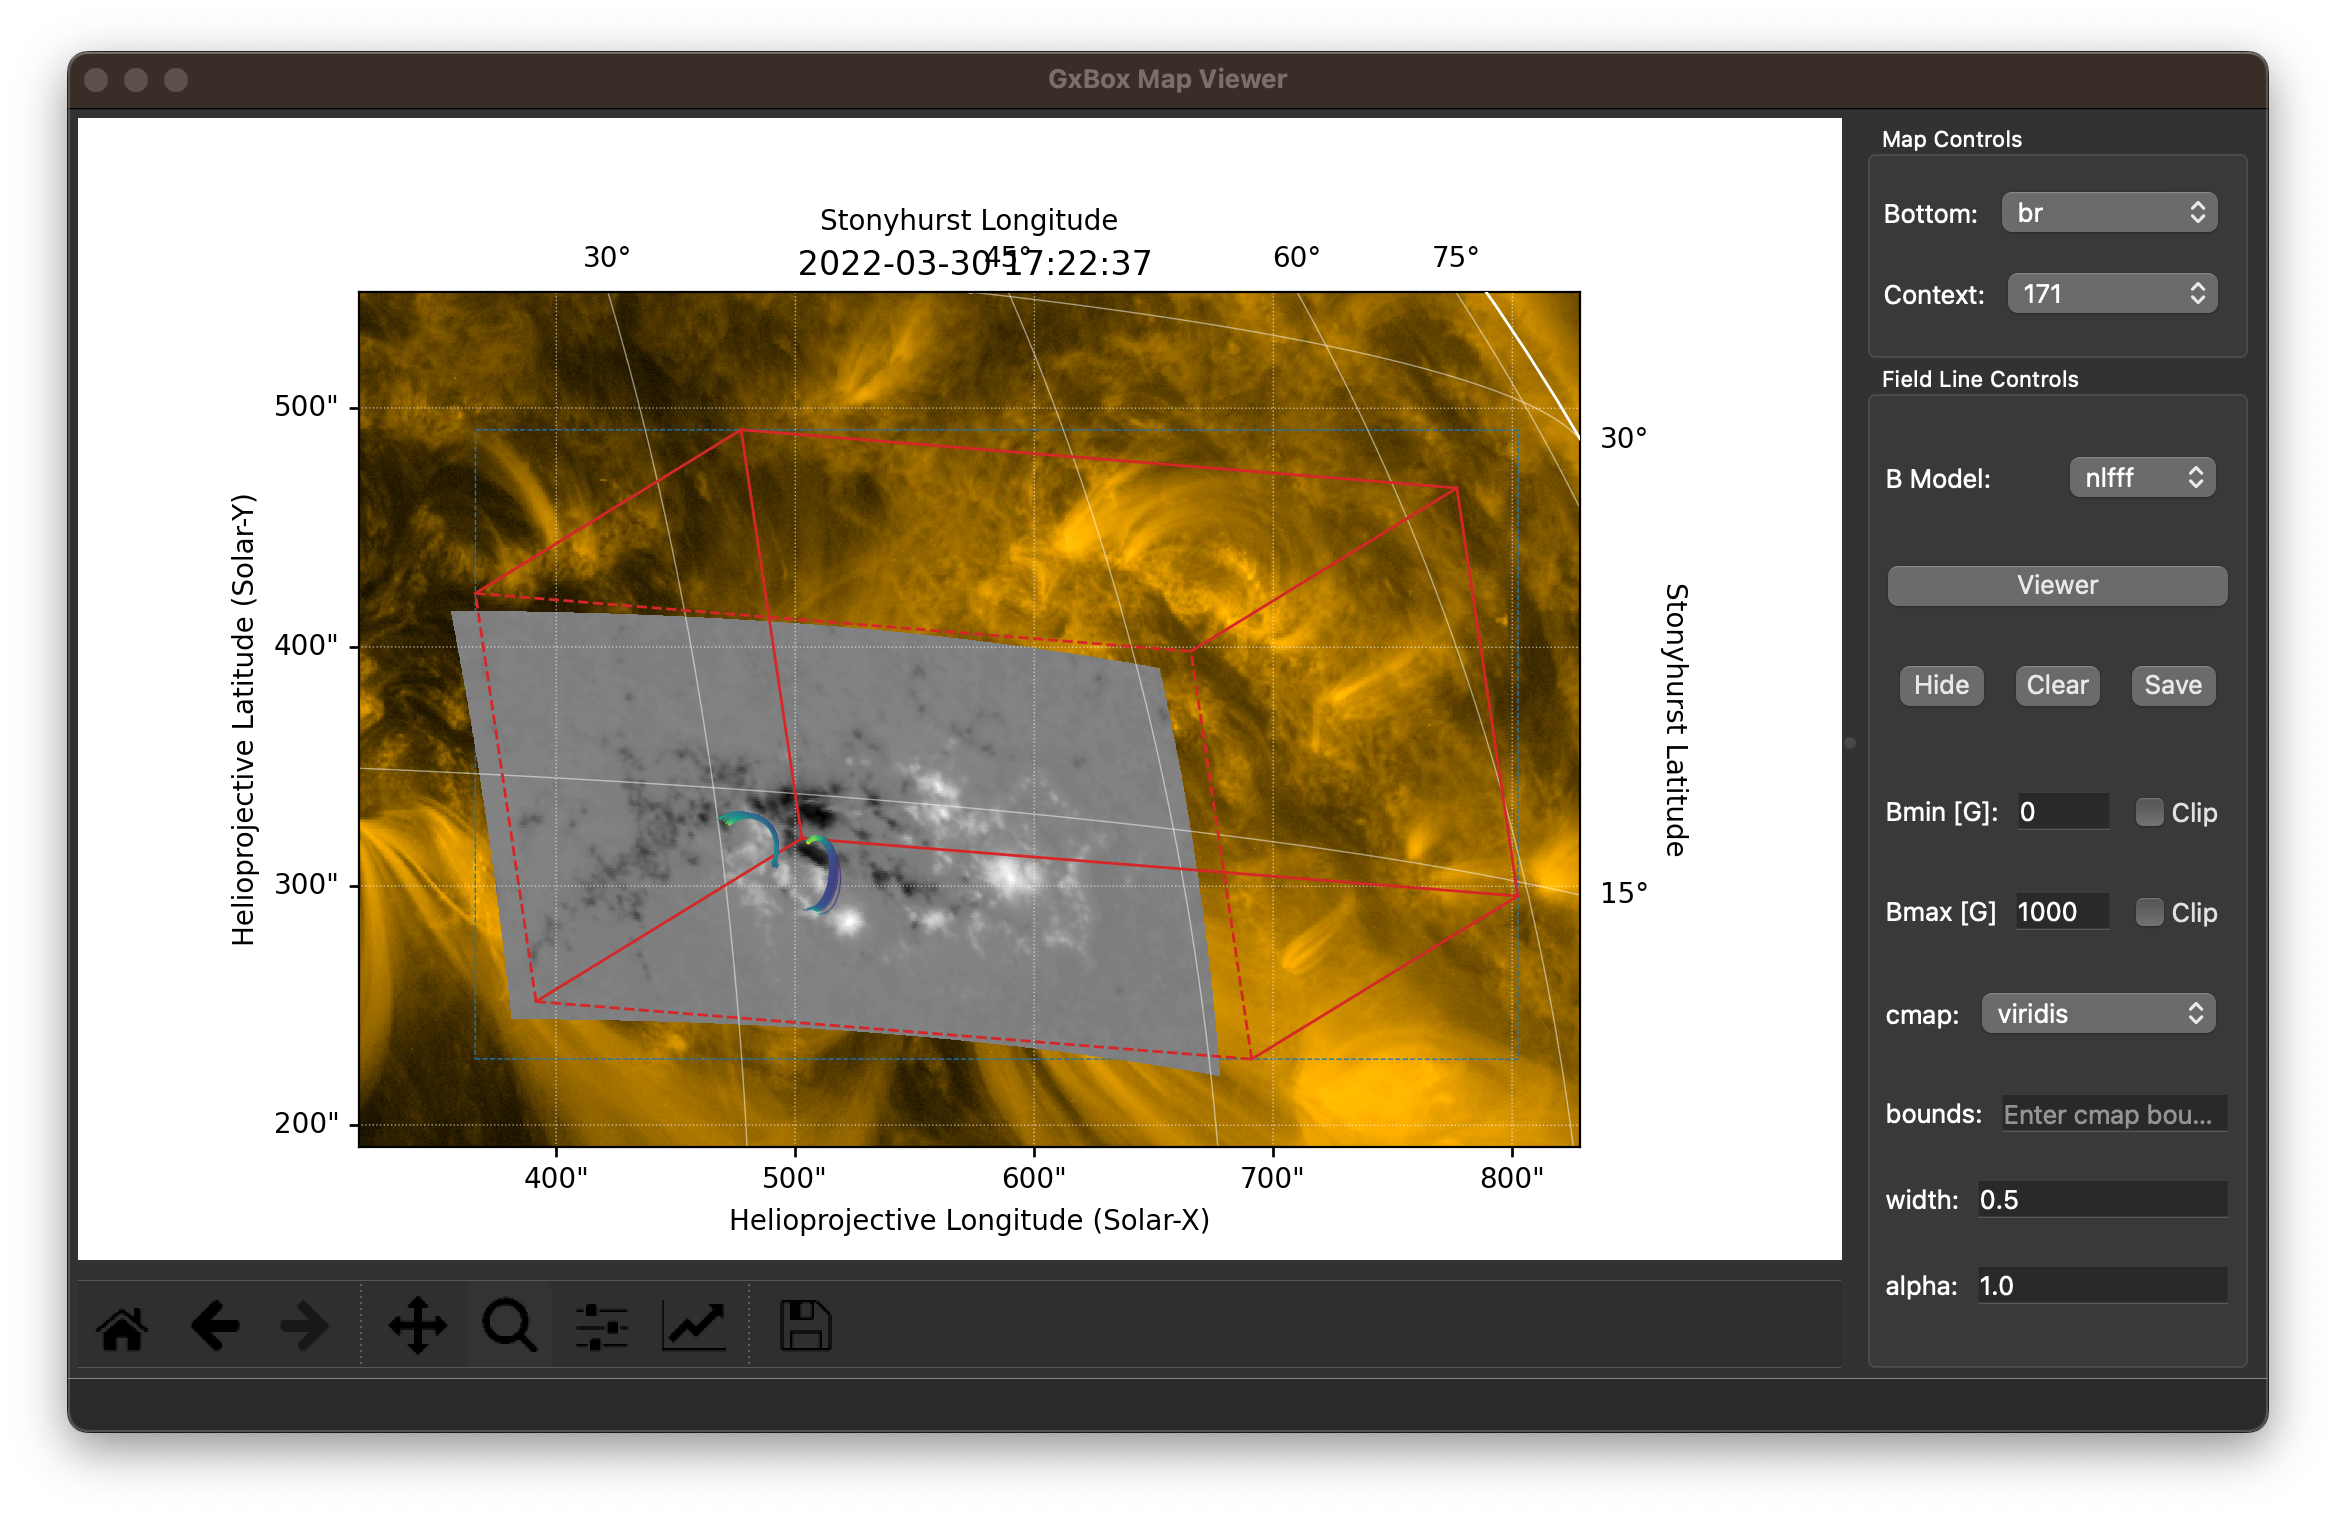 GxBox Map Viewer
Stonyhurst Longitude
30° 45° 60° 75°
2022-03-30 17:22:37
500"
400"
300"
200"
Helioprojective Latitude (Solar-Y)
30°
15°
Stonyhurst Latitude
400" 500" 600" 700" 800"
Helioprojective Longitude (Solar-X)
Map Controls
Bottom: br
Context: 171
Field Line Controls
B Model: nlfff
Viewer
Hide Clear Save
Bmin [G]: 0 Clip
Bmax [G] 1000 Clip
cmap: viridis
bounds: Enter cmap bou...
width: 0.5
alpha: 1.0